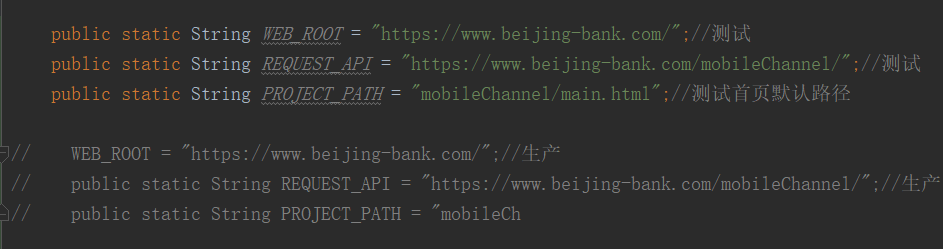 public static String WEB_ROOT = "https://www.beijing-bank.com/";//测试
public static String REQUEST_API = "https://www.beijing-bank.com/mobileChannel/";//测试
public static String PROJECT_PATH = "mobileChannel/main.html";//测试首页默认路径
// WEB_ROOT = "https://www.beijing-bank.com/";//生产
// public static String REQUEST_API = "https://www.beijing-bank.com/mobileChannel/";//生产
// public static String PROJECT_PATH = "mobileCh